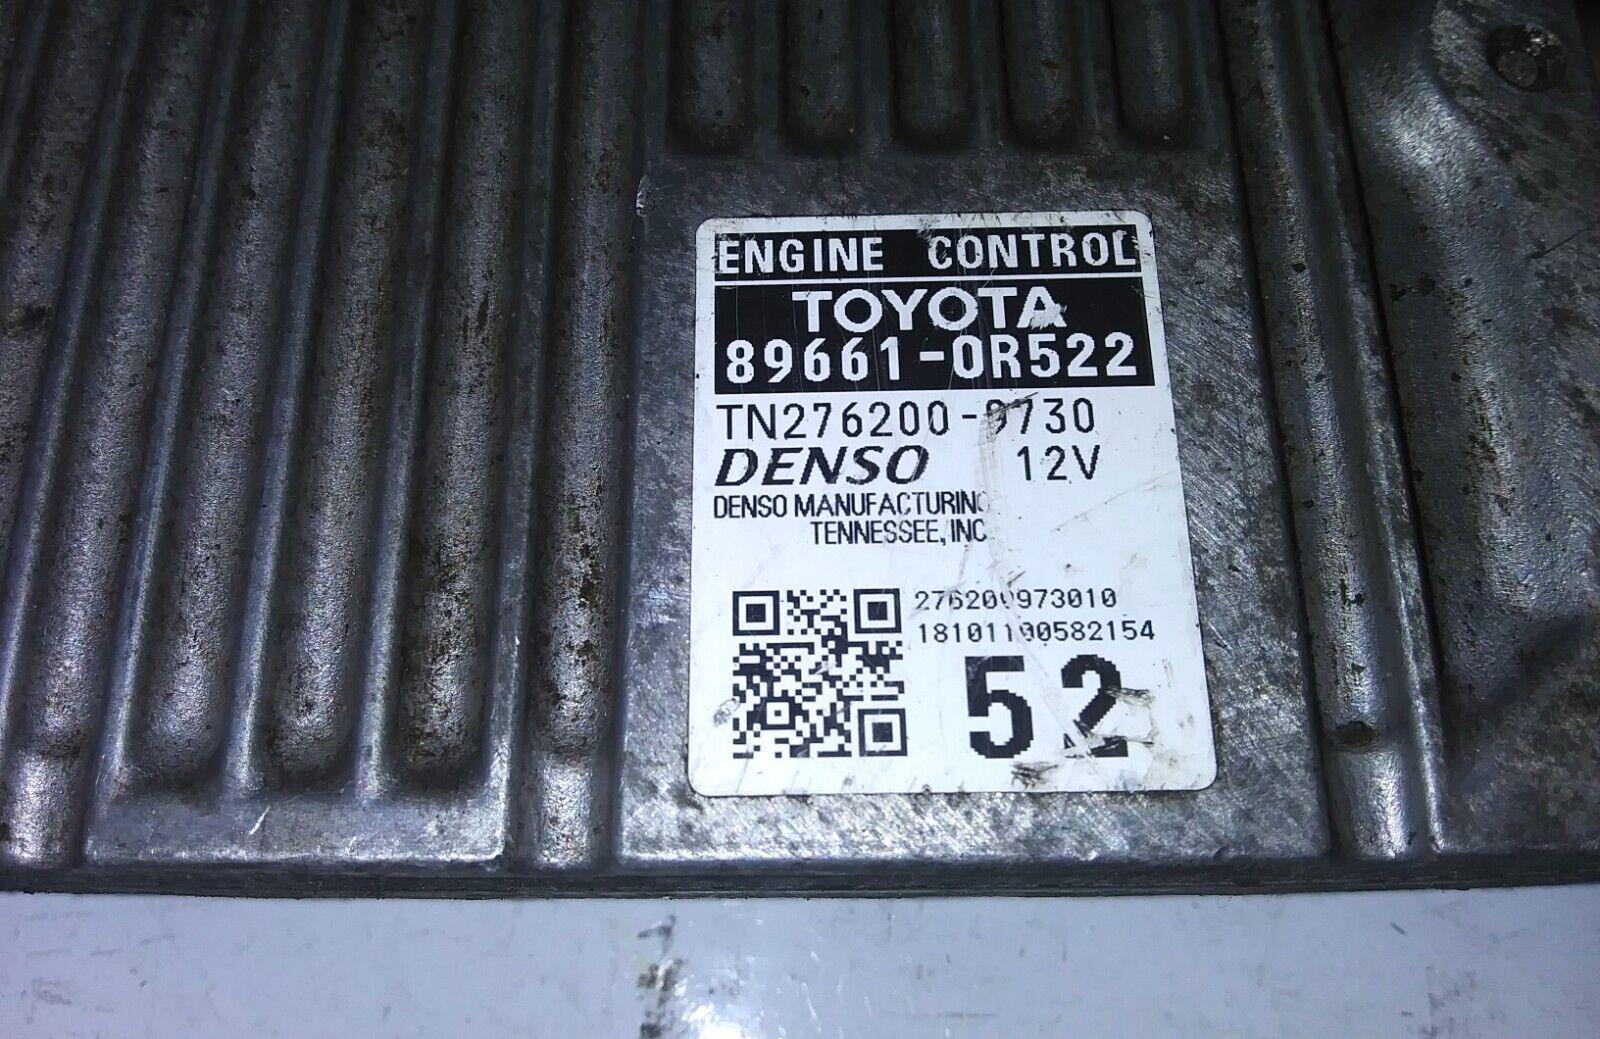 ENGINE CONTROL
TOYOTA
89661-0R522
TN276200-9730
DENSO 12V
DENSO MANUFACTURING
TENNESSEE, INC.
276200973010
18101100582154
52